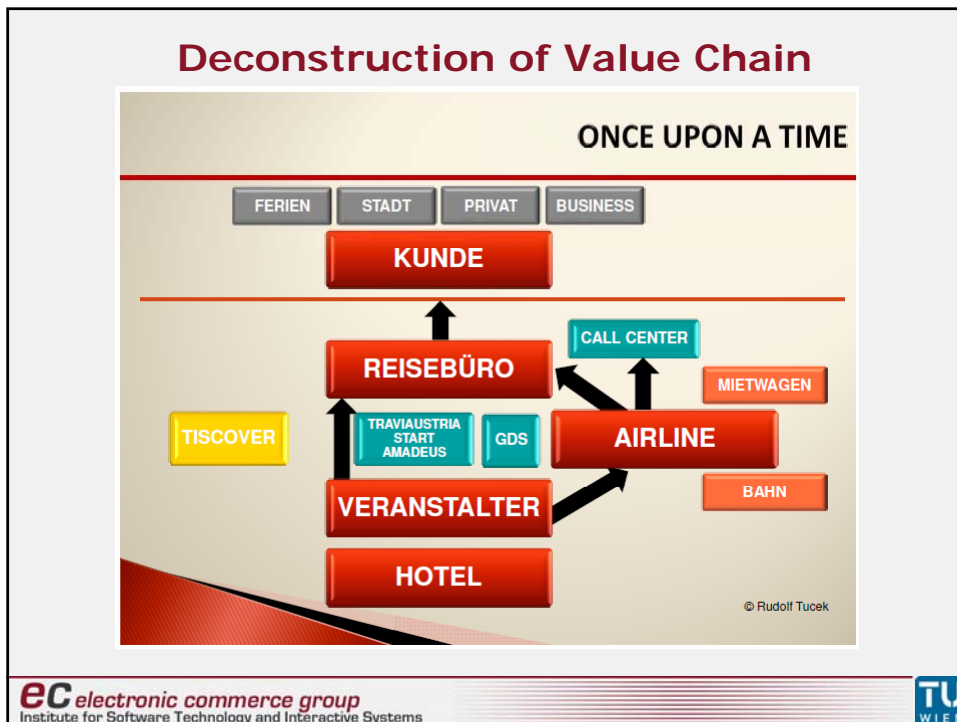 Deconstruction of Value Chain
ONCE UPON A TIME
FERIEN
STADT
PRIVAT
BUSINESS
KUNDE
CALL CENTER
REISEBÜRO
MIETWAGEN
TISCOVER
TRAVIAUSTRIA
START
AMADEUS
GDS
AIRLINE
BAHN
VERANSTALTER
HOTEL
© Rudolf Tucek
ec electronic commerce group
Institute for Software Technology and Interactive Systems
TU
WIEN